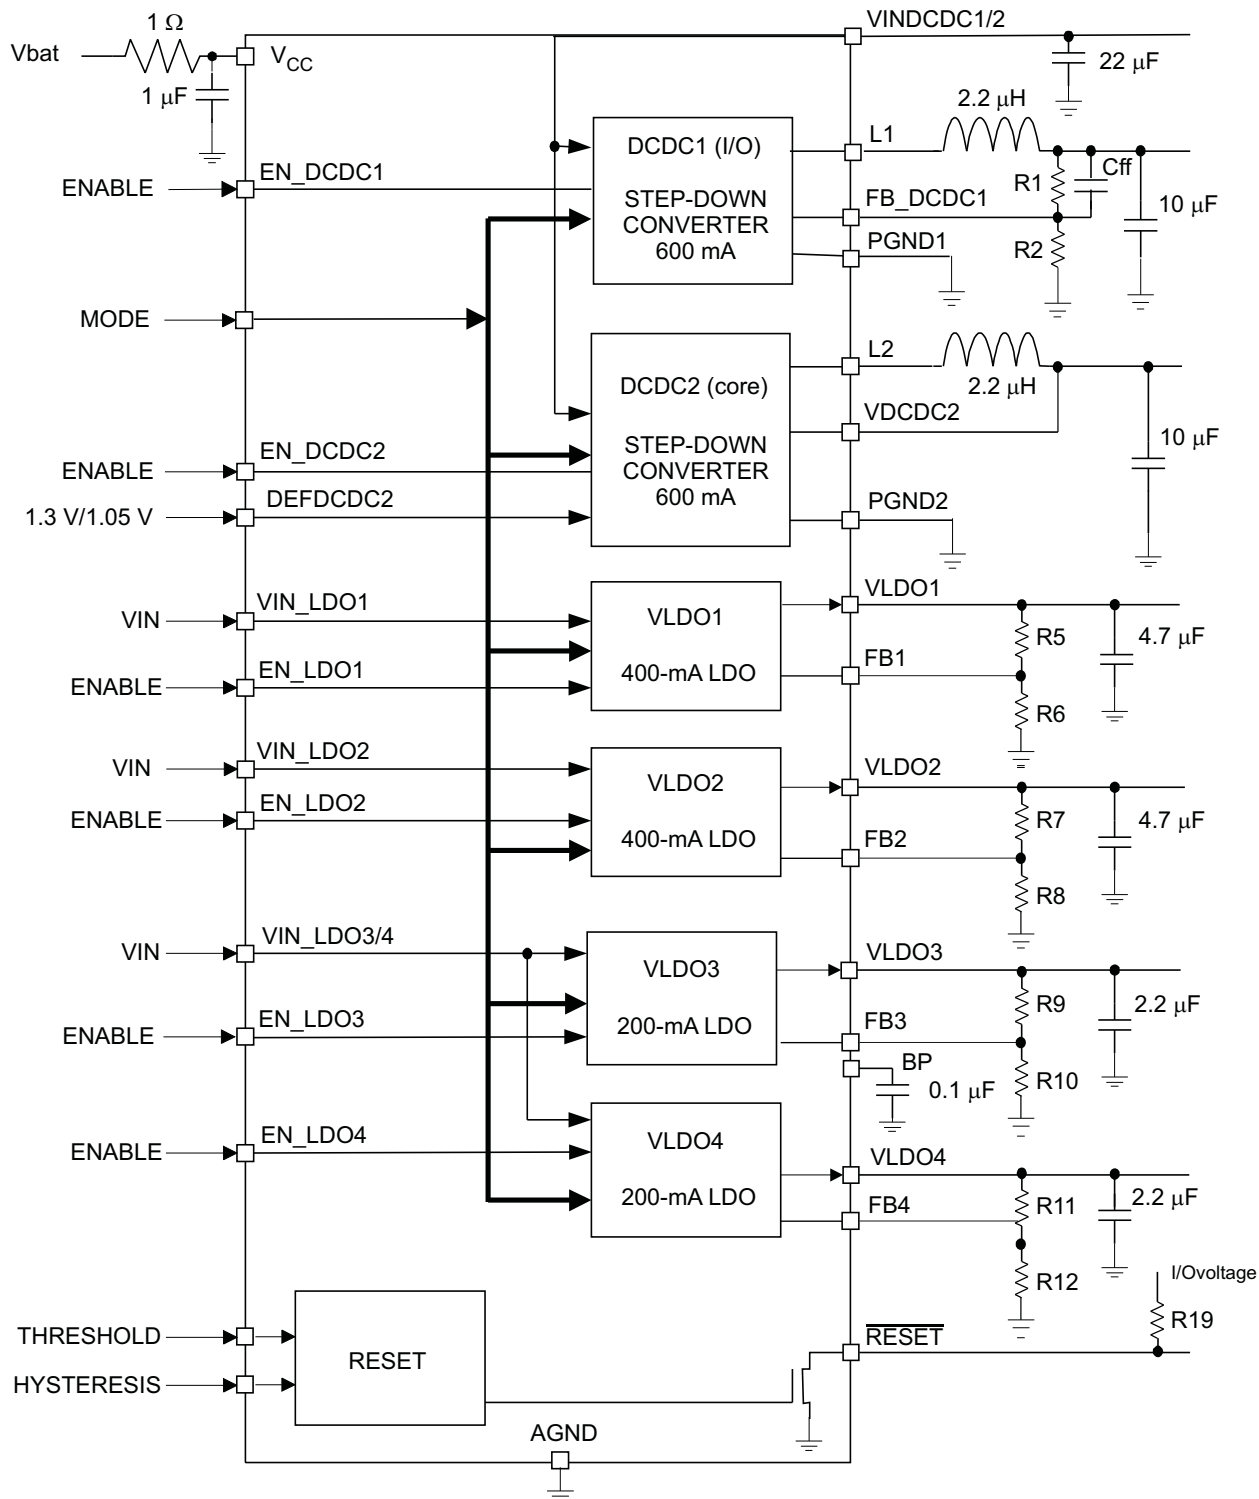 1 Ω
Vbat
VCC
1 μF
VINDCDC1/2
22 μF
2.2 μH
L1
DCDC1 (I/O)
STEP-DOWN
CONVERTER
600 mA
ENABLE
EN_DCDC1
FB_DCDC1
PGND1
R1
Cff
R2
10 μF
MODE
L2
2.2 μH
DCDC2 (core)
STEP-DOWN
CONVERTER
600 mA
VDCDC2
10 μF
ENABLE
EN_DCDC2
1.3 V/1.05 V
DEFDCDC2
PGND2
VIN
VIN_LDO1
VLDO1
400-mA LDO
ENABLE
EN_LDO1
VLDO1
FB1
R5
R6
4.7 μF
VIN
VIN_LDO2
VLDO2
400-mA LDO
ENABLE
EN_LDO2
VLDO2
FB2
R7
R8
4.7 μF
VIN
VIN_LDO3/4
VLDO3
200-mA LDO
ENABLE
EN_LDO3
VLDO3
FB3
R9
R10
2.2 μF
BP
0.1 μF
ENABLE
EN_LDO4
VLDO4
200-mA LDO
VLDO4
FB4
R11
R12
2.2 μF
I/Ovoltage
R19
THRESHOLD
HYSTERESIS
RESET
RESET
AGND